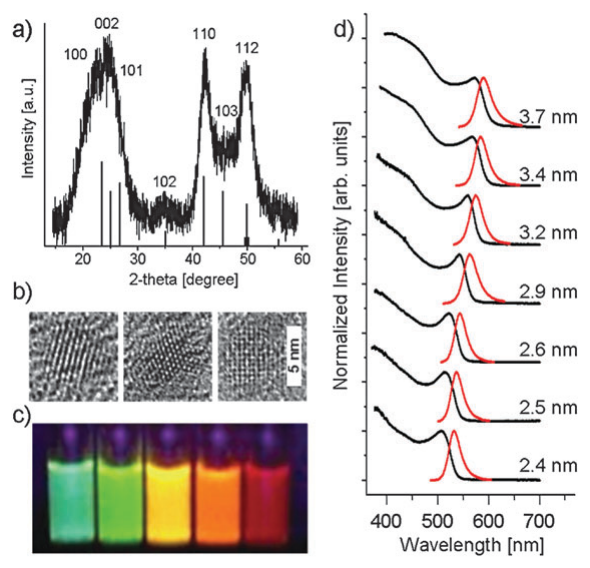 a)
002
100
101
110
112
103
102
Intensity [a.u.]
20 30 40 50 60
2-theta [degree]
b)
5 nm
c)
d)
3.7 nm
3.4 nm
3.2 nm
2.9 nm
2.6 nm
2.5 nm
2.4 nm
Normalized Intensity [arb. units]
400 500 600 700
Wavelength [nm]